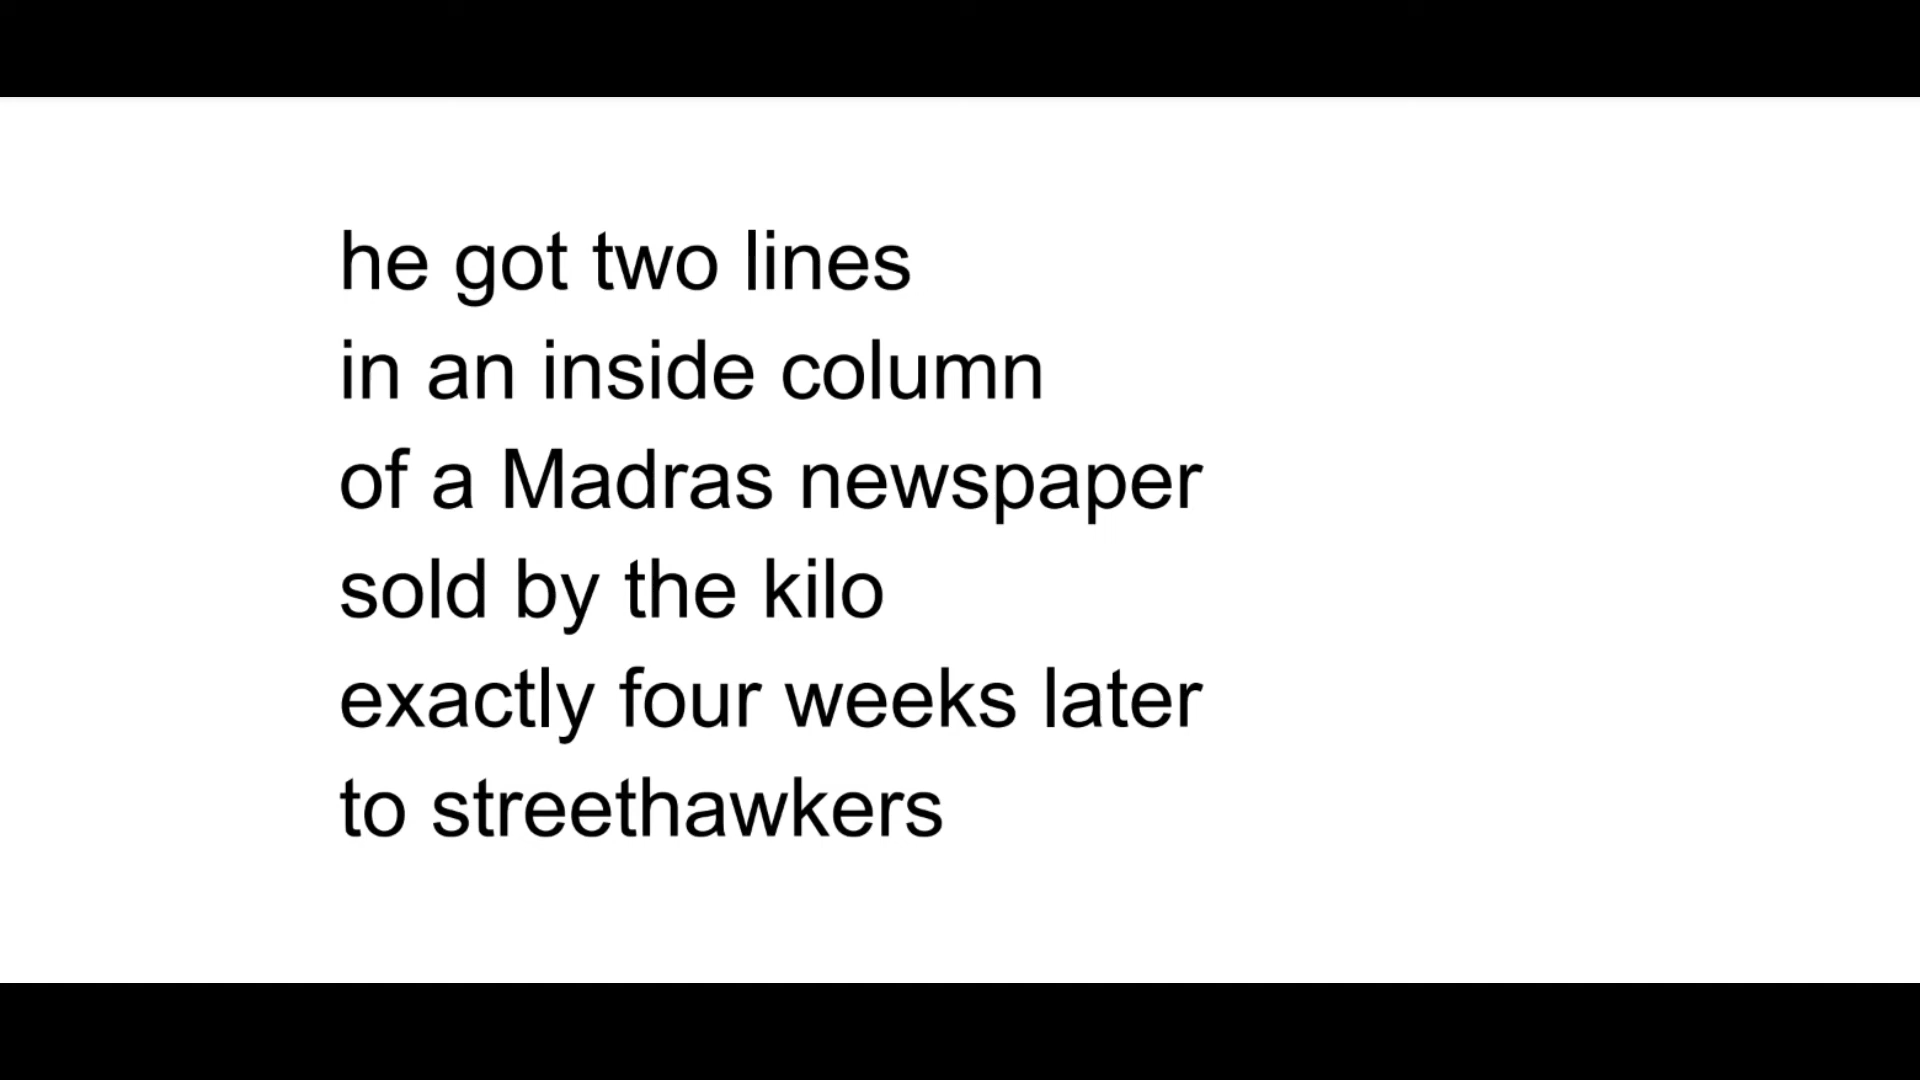 he got two lines
in an inside column
of a Madras newspaper
sold by the kilo
exactly four weeks later
to streethawkers